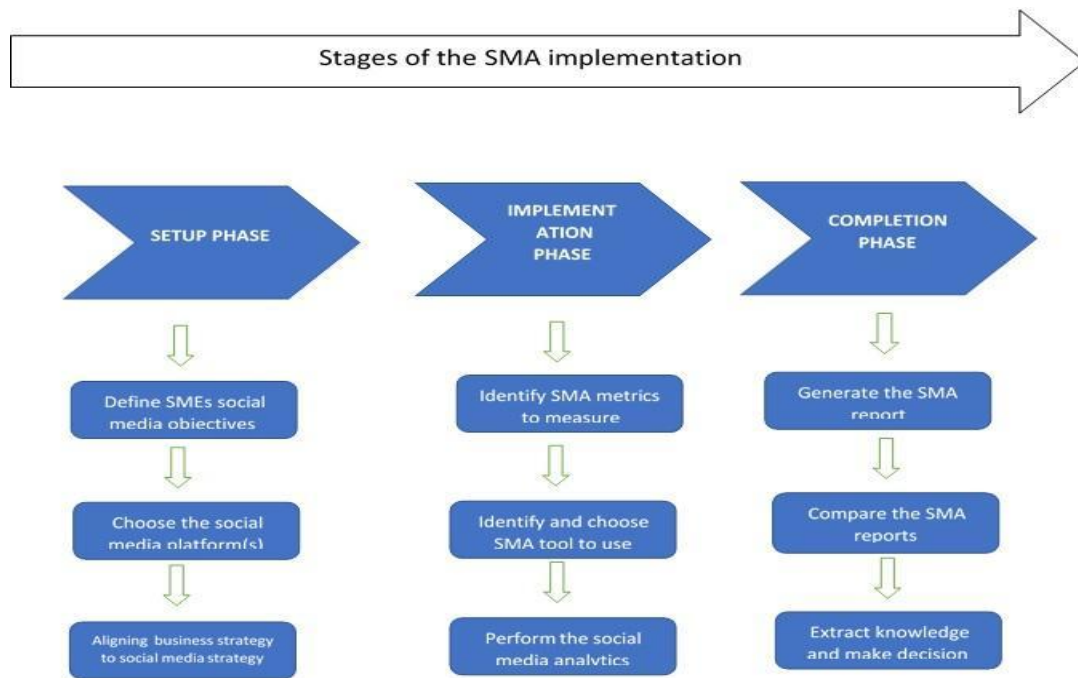 Stages of the SMA implementation
SETUP PHASE
IMPLEMENT
ATION
PHASE
COMPLETION
PHASE
Define SMEs social
media objectives
Choose the social
media platform(s)
Aligning business strategy
to social media strategy
Identify SMA metrics
to measure
Identify and choose
SMA tool to use
Perform the social
media analytics
Generate the SMA
report
Compare the SMA
reports
Extract knowledge
and make decision